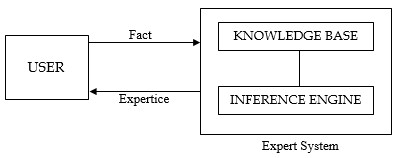 Fact
KNOWLEDGE BASE
USER
Expertice
INFERENCE ENGINE
Expert System